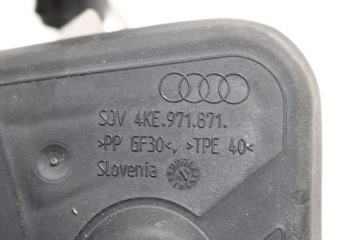 SDV 4KE.971.871.
>PP GF30<, >TPE 40<
Slovenia